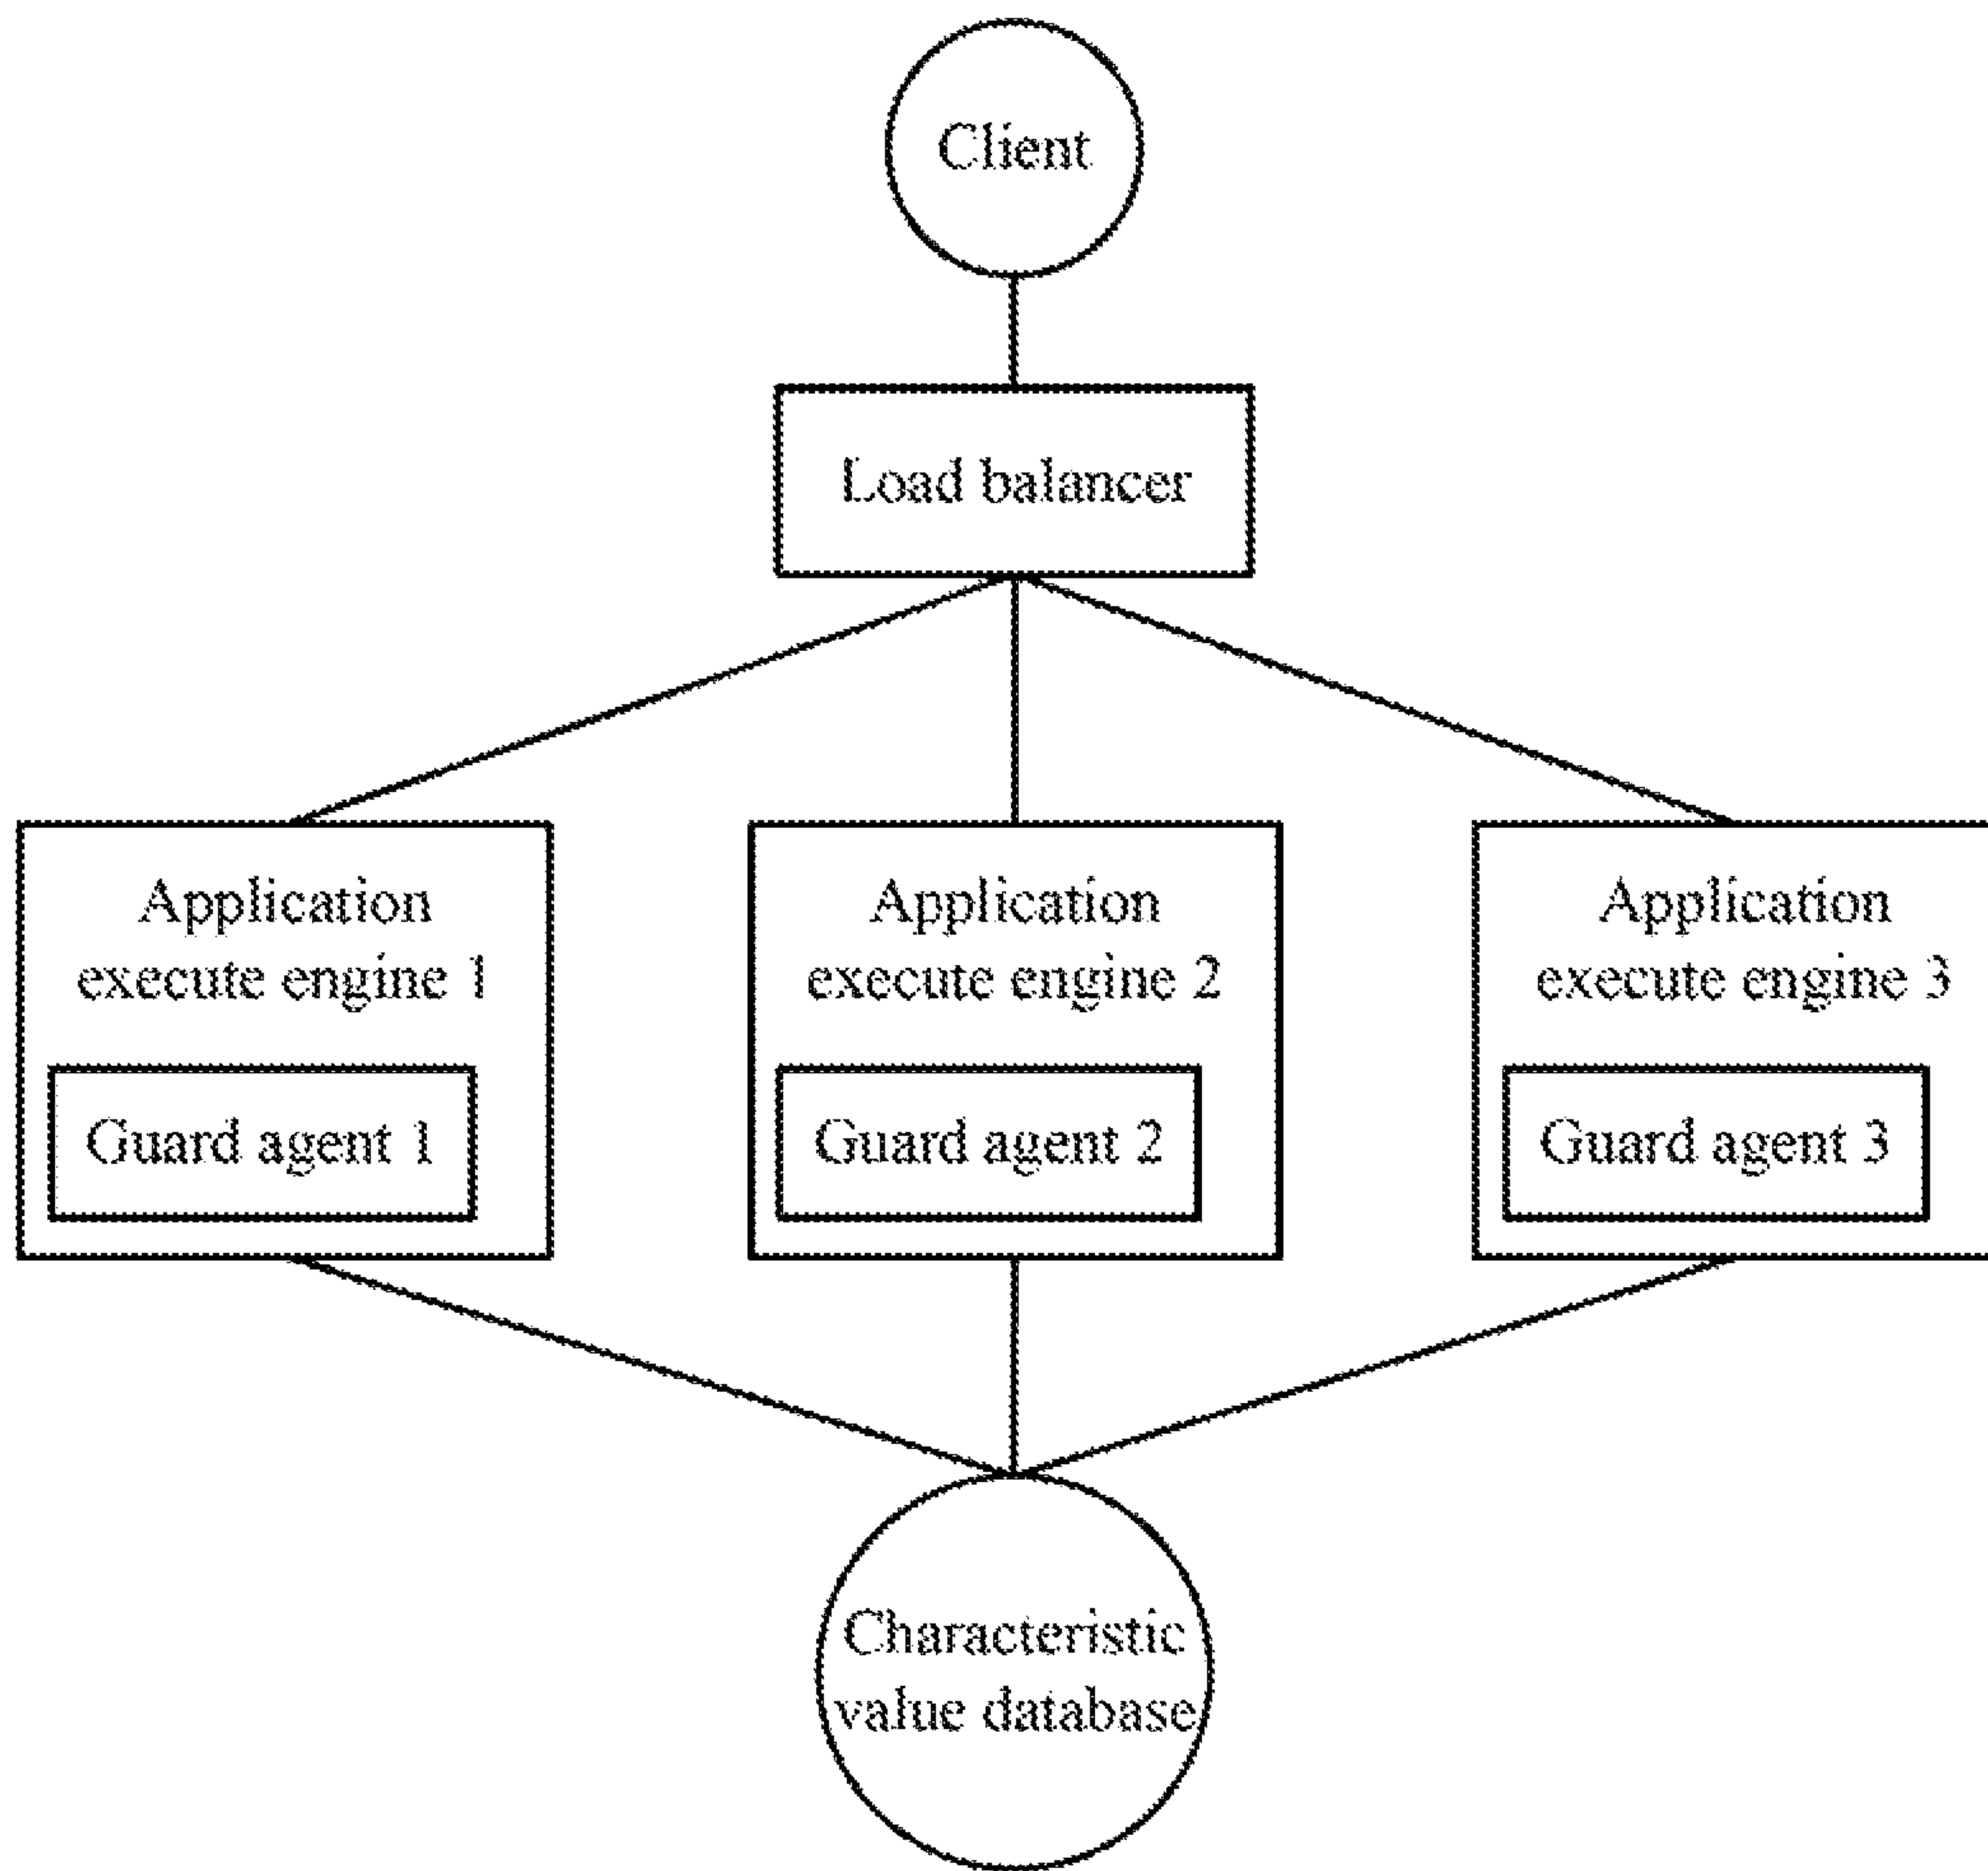 Client
Load balancer
Application
execute engine 1
Guard agent 1
Application
execute engine 2
Guard agent 2
Application
execute engine 3
Guard agent 3
Characteristic
value database